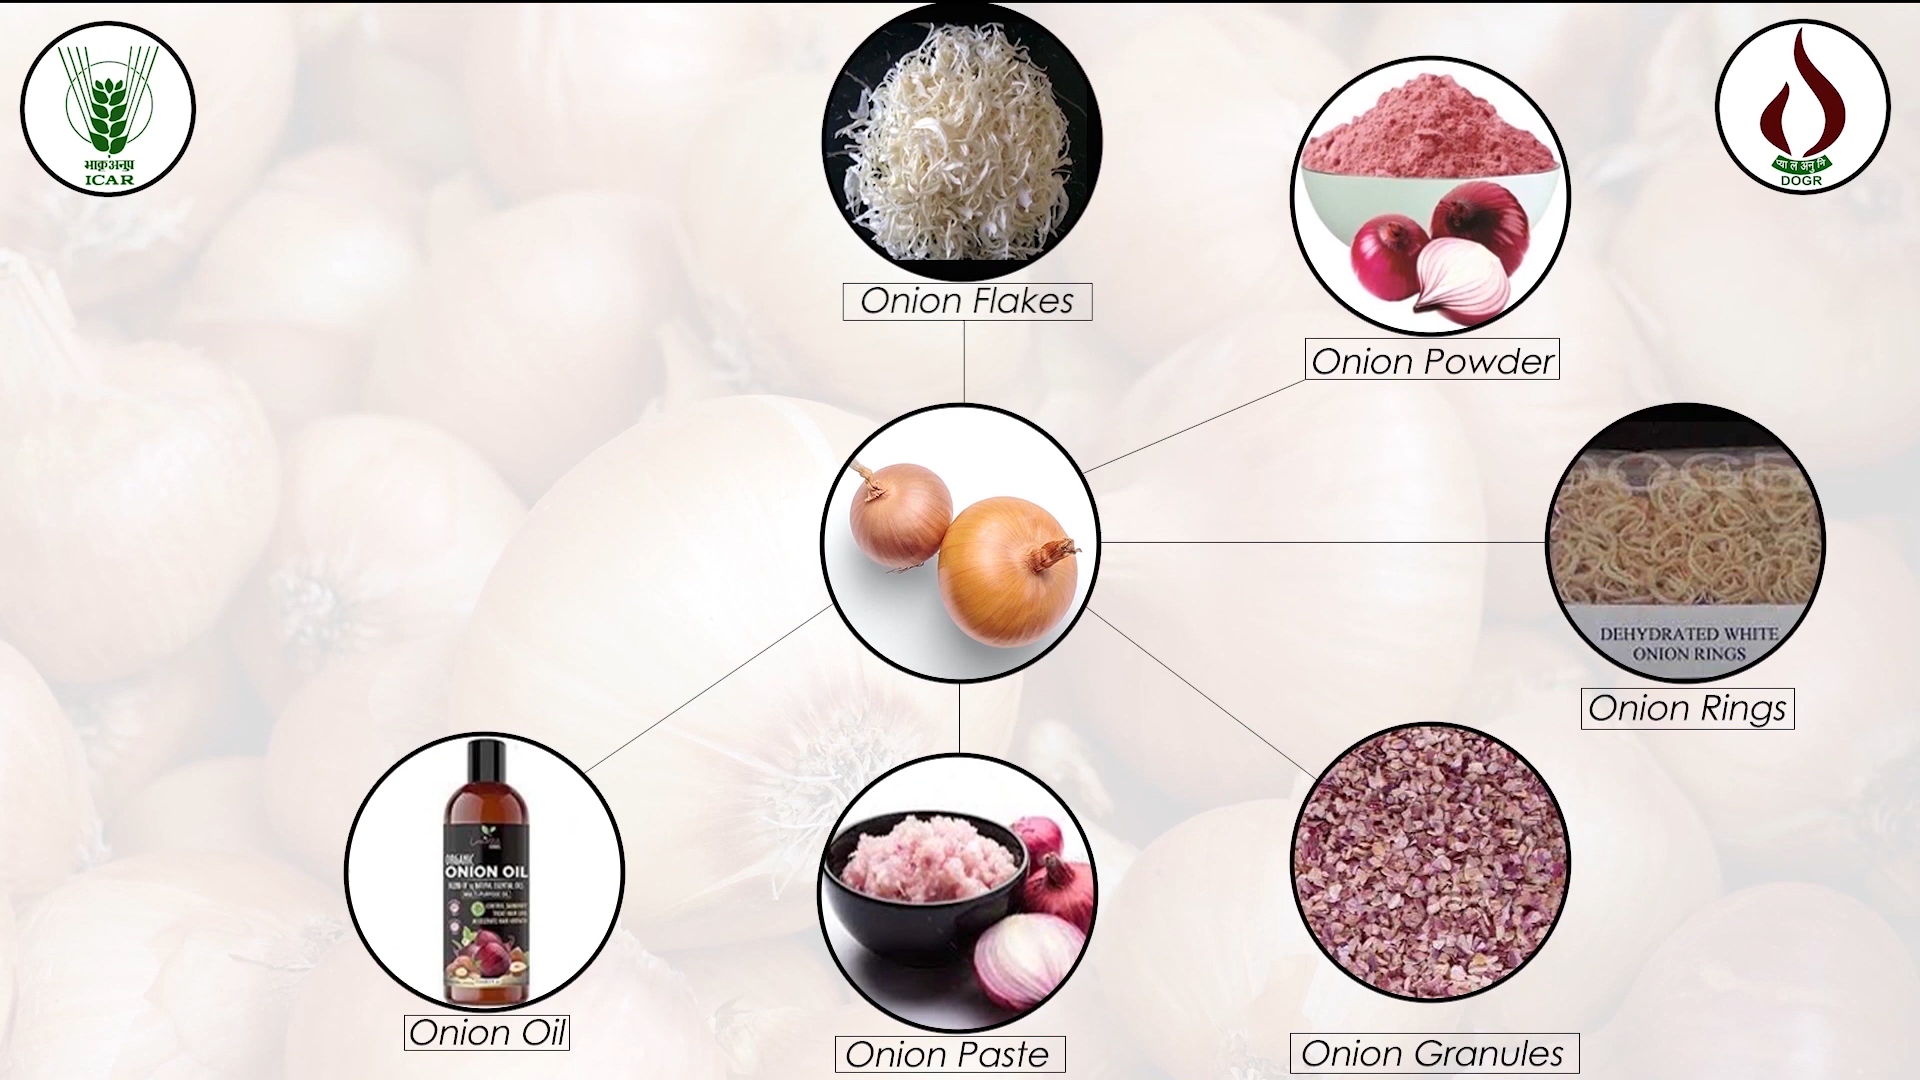 भाकृअनुप
ICAR
प्या ल अनु नि
DOGR
Onion Flakes
Onion Powder
DOGR
DEHYDRATED WHITE
ONION RINGS
Onion Rings
ORGANIC
ONION OIL
Onion Oil
Onion Paste
Onion Granules